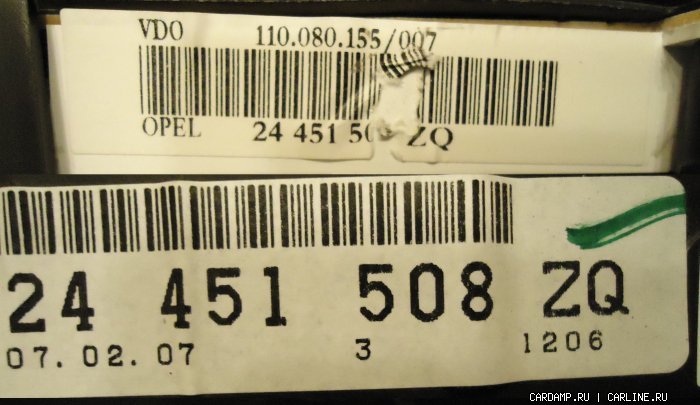 VDO 110.080.155/007
OPEL 24 451 50 ZQ
24 451 508 ZQ
07.02.07 3 1206
CARDAMP.RU | CARLINE.RU